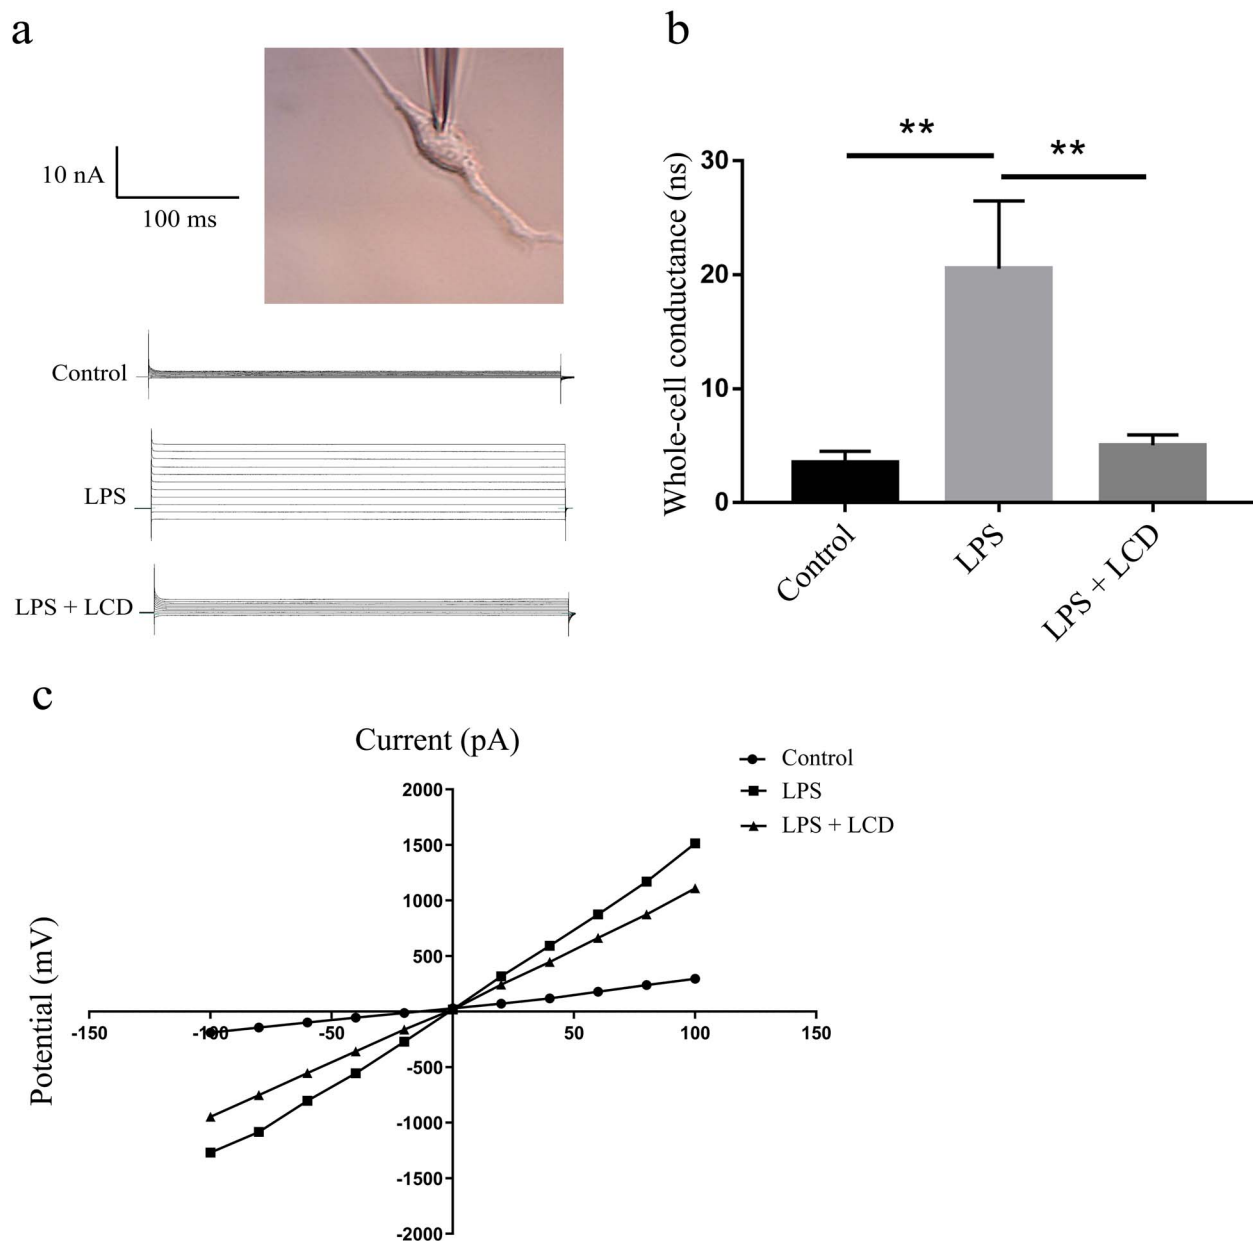 a
10 nA
100 ms
Control
LPS
LPS + LCD
b
Whole-cell conductance (ns)
30
20
10
0
**
**
Control
LPS
LPS + LCD
c
Current (pA)
Potential (mV)
Control
LPS
LPS + LCD
2000
1500
1000
500
-150
-100
-50
50
100
150
-500
-1000
-1500
-2000